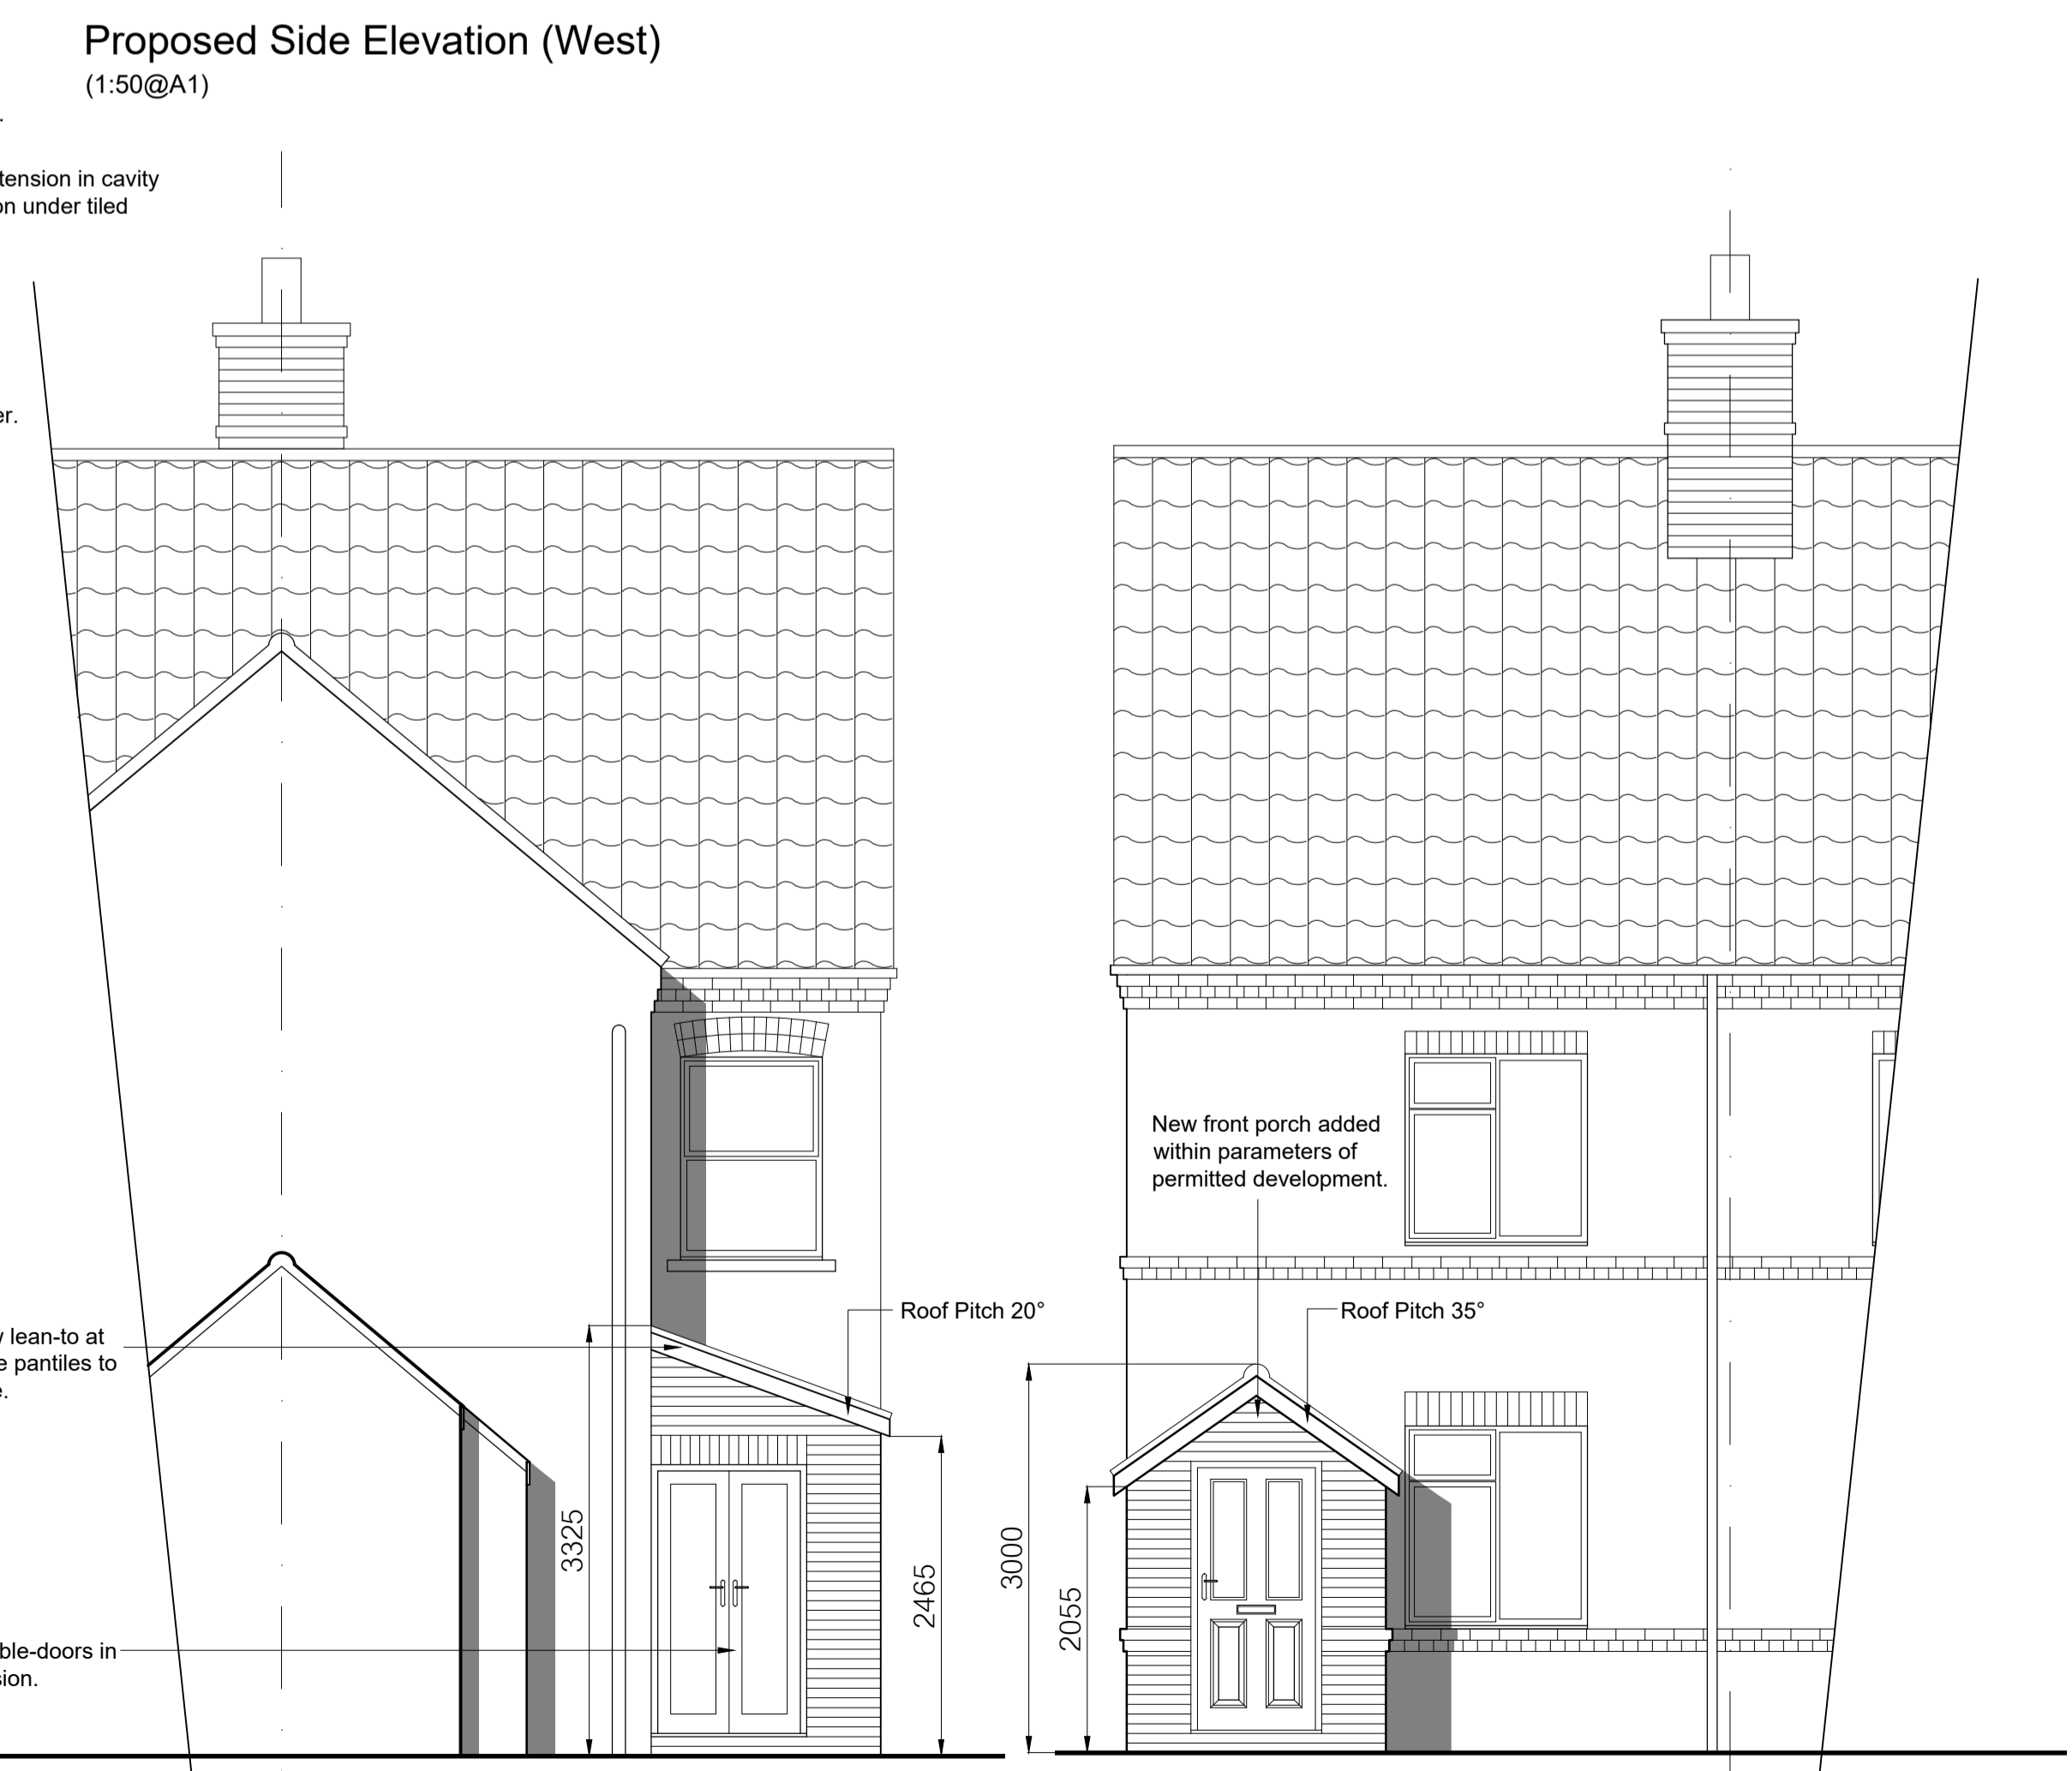 Proposed Side Elevation (West)
(1:50@A1)
.
tension in cavity
on under tiled
er.
New front porch added
within parameters of
permitted development.
Roof Pitch 20°
Roof Pitch 35°
w lean-to at
e pantiles to
e.
3325
2465
3000
2055
ble-doors in
sion.